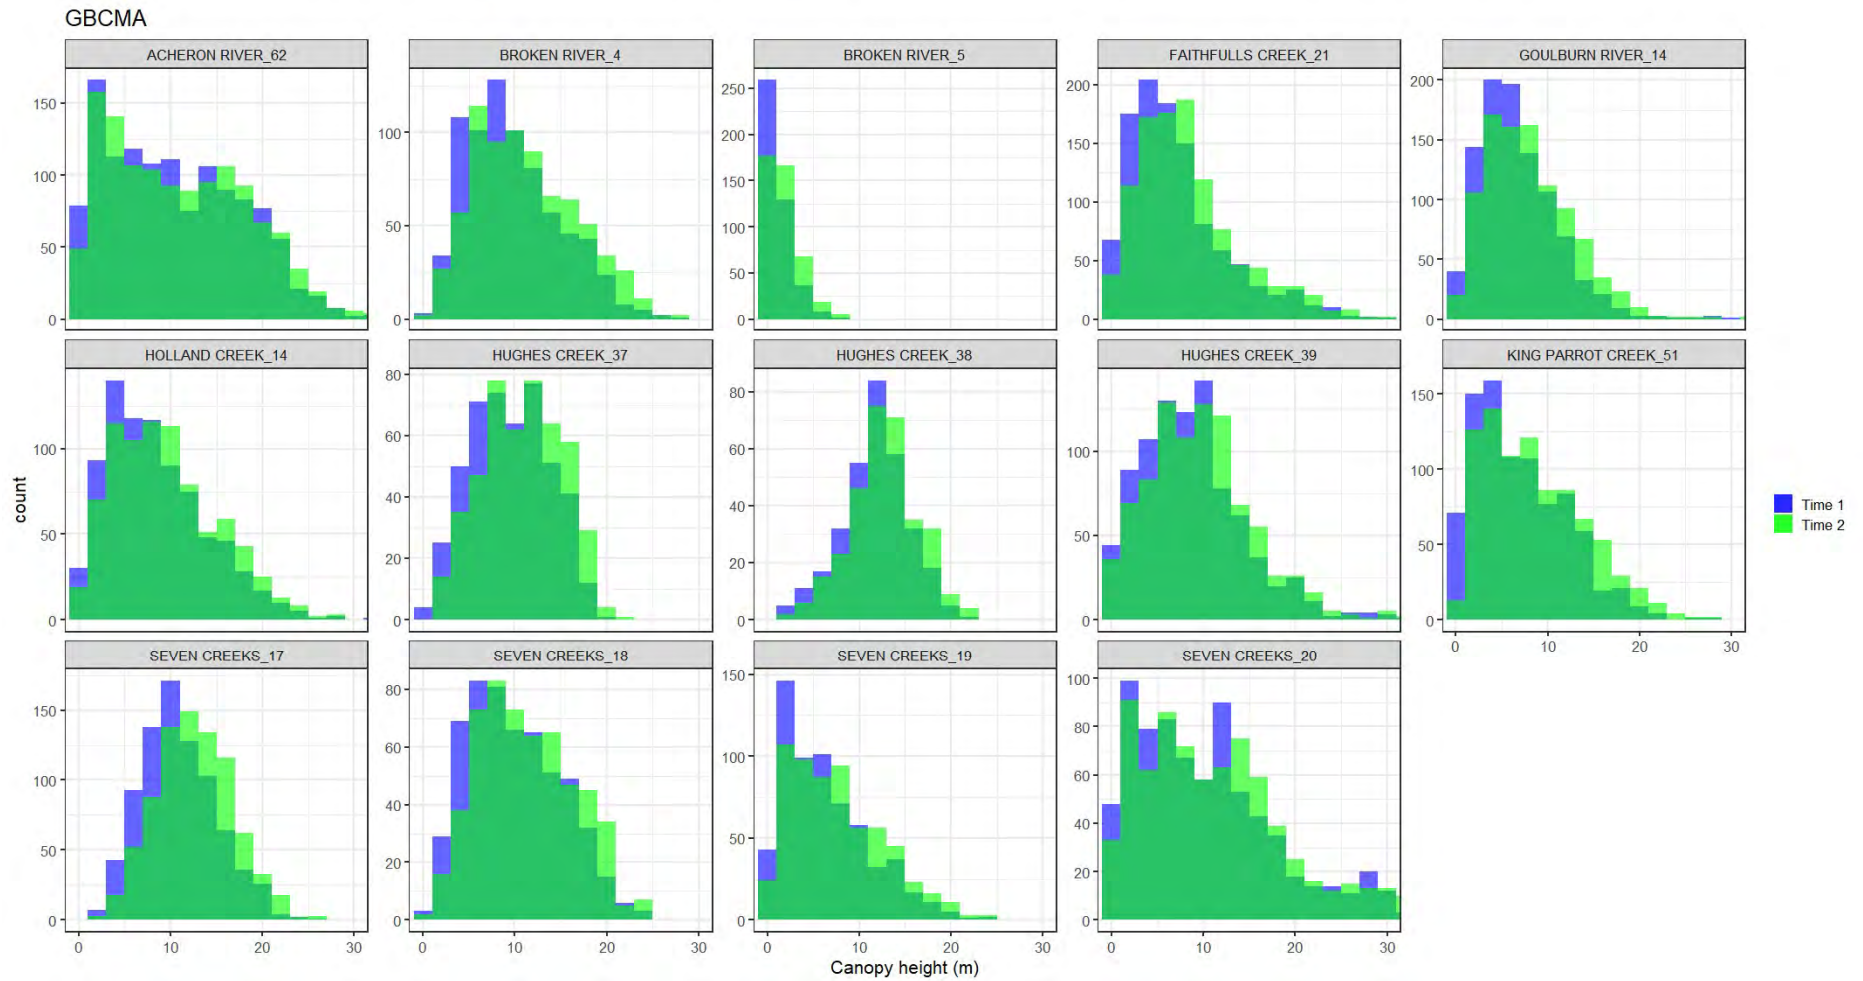 GBCMA
ACHERON RIVER_62
BROKEN RIVER_4
BROKEN RIVER_5
FAITHFULLS CREEK_21
GOULBURN RIVER_14
150
100
50
0
100
50
0
250
200
150
100
50
0
200
150
100
50
0
200
150
100
50
0
HOLLAND CREEK_14
HUGHES CREEK_37
HUGHES CREEK_38
HUGHES CREEK_39
KING PARROT CREEK_51
100
50
0
80
60
40
20
0
80
60
40
20
0
100
50
0
150
100
50
0
0 10 20 30
count
Time 1
Time 2
SEVEN CREEKS_17
SEVEN CREEKS_18
SEVEN CREEKS_19
SEVEN CREEKS_20
150
100
50
0
80
60
40
20
0
150
100
50
0
100
80
60
40
20
0
0 10 20 30
0 10 20 30
0 10 20 30
0 10 20 30
Canopy height (m)